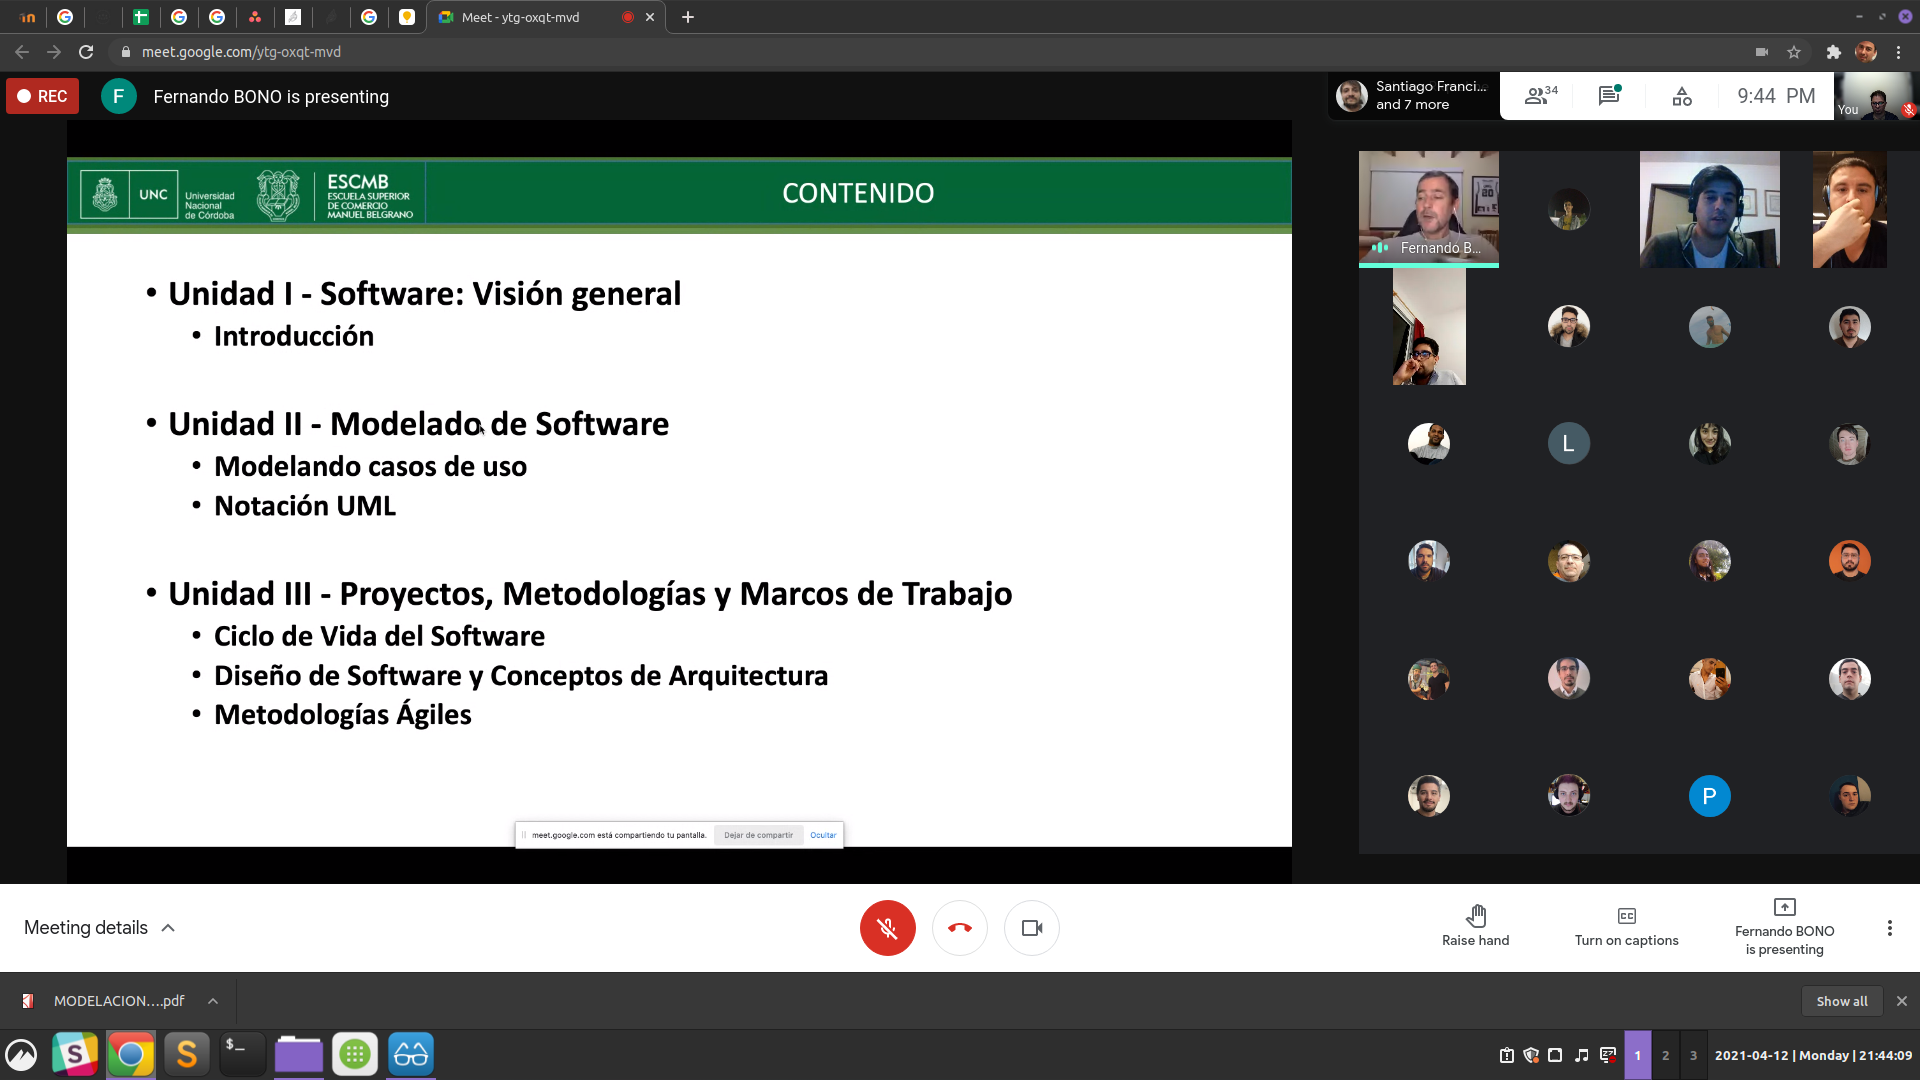 Meet - ytg-oxqt-mvd
meet.google.com/ytg-oxqt-mvd
REC
F
Fernando BONO is presenting
Santiago Franci...
and 7 more
34
9:44 PM
You
UNC
Universidad
Nacional
de Córdoba
ESCMB
ESCUELA SUPERIOR
DE COMERCIO
MANUEL BELGRANO
CONTENIDO
• Unidad I - Software: Visión general
• Introducción
• Unidad II - Modelado de Software
• Modelando casos de uso
• Notación UML
• Unidad III - Proyectos, Metodologías y Marcos de Trabajo
• Ciclo de Vida del Software
• Diseño de Software y Conceptos de Arquitectura
• Metodologías Ágiles
meet.google.com está compartiendo tu pantalla.
Dejar de compartir
Ocultar
Fernando B...
L
P
Meeting details
Raise hand
Turn on captions
Fernando BONO
is presenting
MODELACION....pdf
Show all
1
2
3
2021-04-12 | Monday | 21:44:09